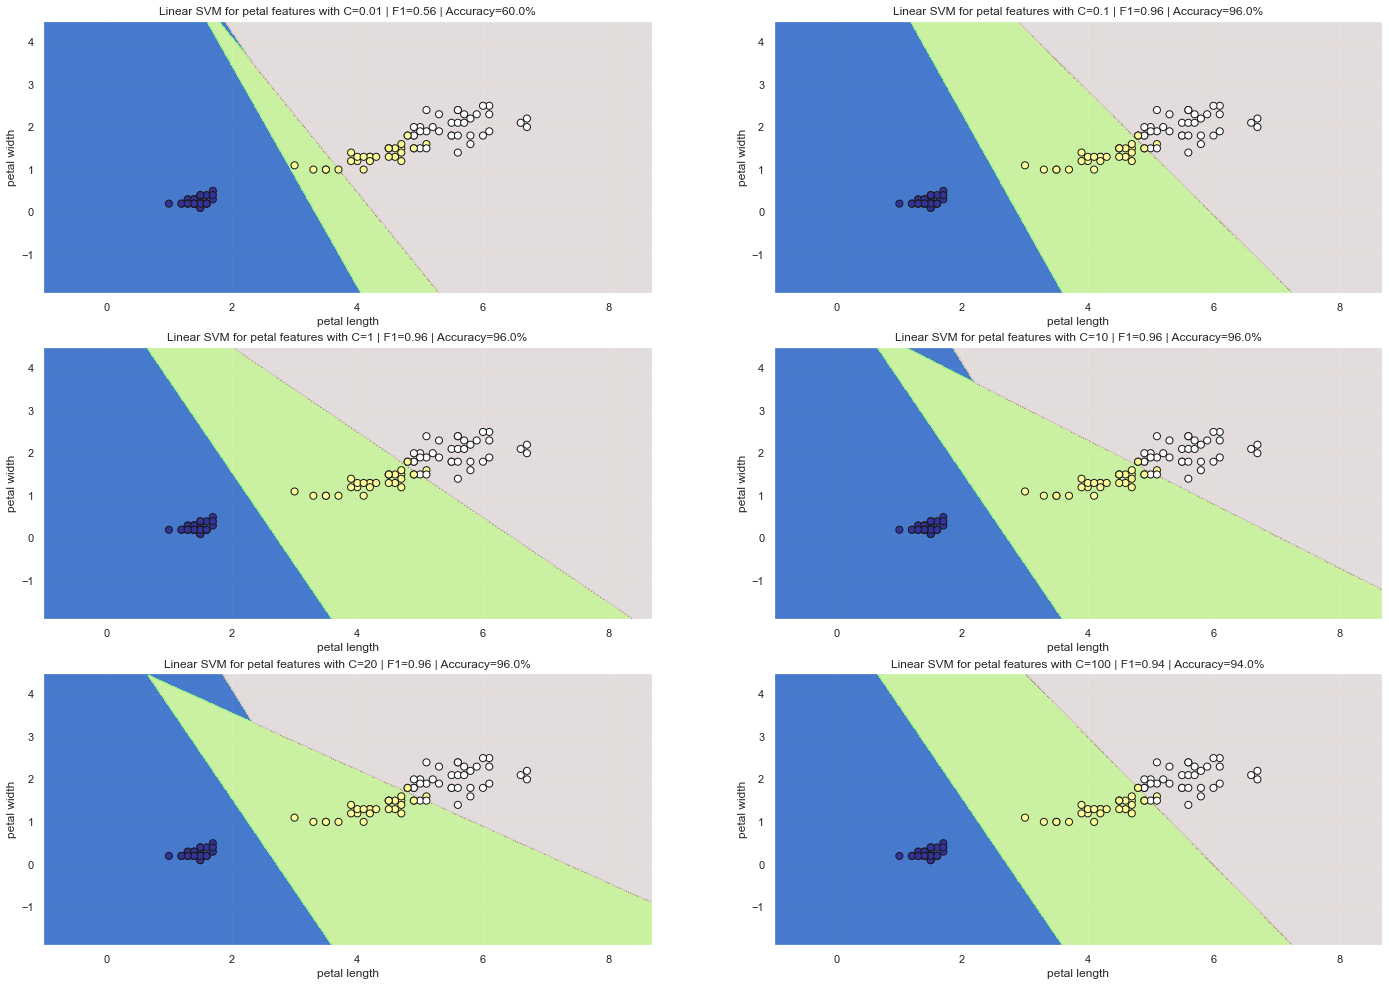 Linear SVM for petal features with C=0.01 | F1=0.56 | Accuracy=60.0%
4
3
2
1
0
−1
petal width
0 2 4 6 8
petal length
Linear SVM for petal features with C=0.1 | F1=0.96 | Accuracy=96.0%
4
3
2
1
0
−1
petal width
0 2 4 6 8
petal length
Linear SVM for petal features with C=1 | F1=0.96 | Accuracy=96.0%
4
3
2
1
0
−1
petal width
0 2 4 6 8
petal length
Linear SVM for petal features with C=10 | F1=0.96 | Accuracy=96.0%
4
3
2
1
0
−1
petal width
0 2 4 6 8
petal length
Linear SVM for petal features with C=20 | F1=0.96 | Accuracy=96.0%
4
3
2
1
0
−1
petal width
0 2 4 6 8
petal length
Linear SVM for petal features with C=100 | F1=0.94 | Accuracy=94.0%
4
3
2
1
0
−1
petal width
0 2 4 6 8
petal length